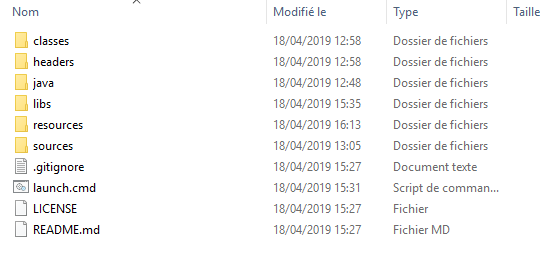 Nom Modifié le Type Taille
classes 18/04/2019 12:58 Dossier de fichiers
headers 18/04/2019 12:58 Dossier de fichiers
java 18/04/2019 12:48 Dossier de fichiers
libs 18/04/2019 15:35 Dossier de fichiers
resources 18/04/2019 16:13 Dossier de fichiers
sources 18/04/2019 13:05 Dossier de fichiers
.gitignore 18/04/2019 15:27 Document texte
launch.cmd 18/04/2019 15:31 Script de comman...
LICENSE 18/04/2019 15:27 Fichier
README.md 18/04/2019 15:27 Fichier MD